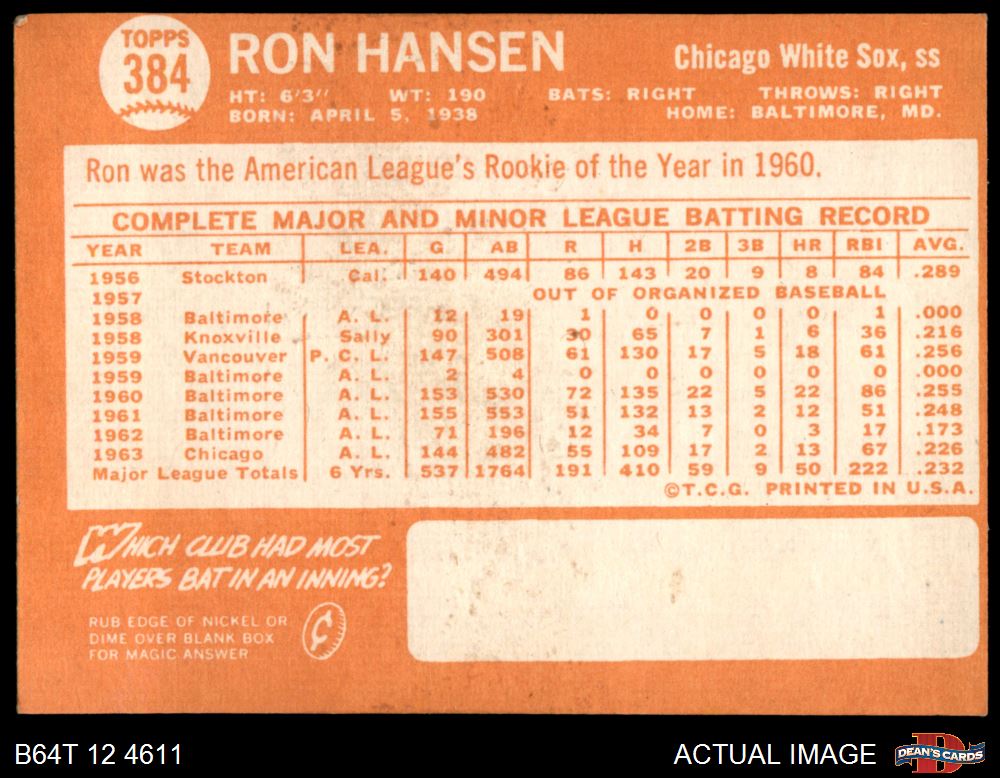 TOPPS
384
RON HANSEN
Chicago White Sox, ss
HT: 6'3" WT: 190 BATS: RIGHT THROWS: RIGHT
BORN: APRIL 5, 1938 HOME: BALTIMORE, MD.
Ron was the American League's Rookie of the Year in 1960.
COMPLETE MAJOR AND MINOR LEAGUE BATTING RECORD
YEAR TEAM LEA. G AB R H 2B 3B HR RBI AVG.
1956 Stockton Cal. 140 494 86 143 20 9 8 84 .289
1957 OUT OF ORGANIZED BASEBALL
1958 Baltimore A. L. 12 19 1 0 0 0 0 1 .000
1958 Knoxville Sally 90 301 30 65 7 1 6 36 .216
1959 Vancouver P. C. L. 147 508 61 130 17 5 18 61 .256
1959 Baltimore A. L. 2 4 0 0 0 0 0 0 .000
1960 Baltimore A. L. 153 530 72 135 22 5 22 86 .255
1961 Baltimore A. L. 155 553 51 132 13 2 12 51 .248
1962 Baltimore A. L. 71 196 12 34 7 0 3 17 .173
1963 Chicago A. L. 144 482 55 109 17 2 13 67 .226
Major League Totals 6 Yrs. 537 1764 191 410 59 9 50 222 .232
©T.C.G. PRINTED IN U.S.A.
WHICH CLUB HAD MOST
PLAYERS BAT IN AN INNING?
RUB EDGE OF NICKEL OR
DIME OVER BLANK BOX
FOR MAGIC ANSWER
¢
B64T 12 4611
ACTUAL IMAGE
D
DEAN'S CARDS